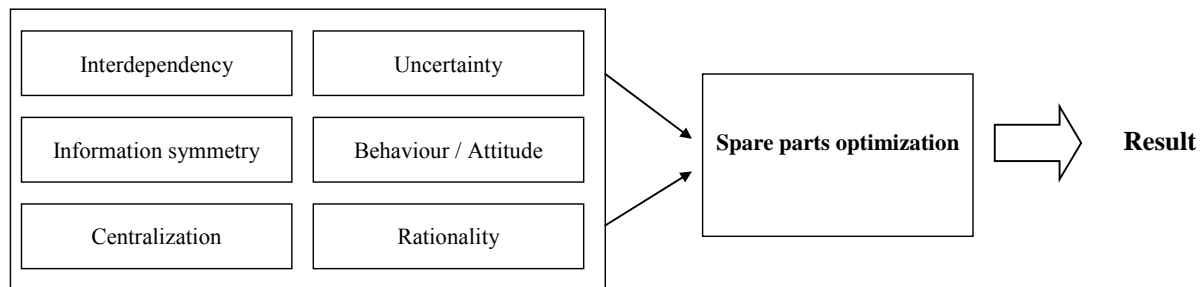 Interdependency
Uncertainty
Information symmetry
Behaviour / Attitude
Centralization
Rationality
Spare parts optimization
Result